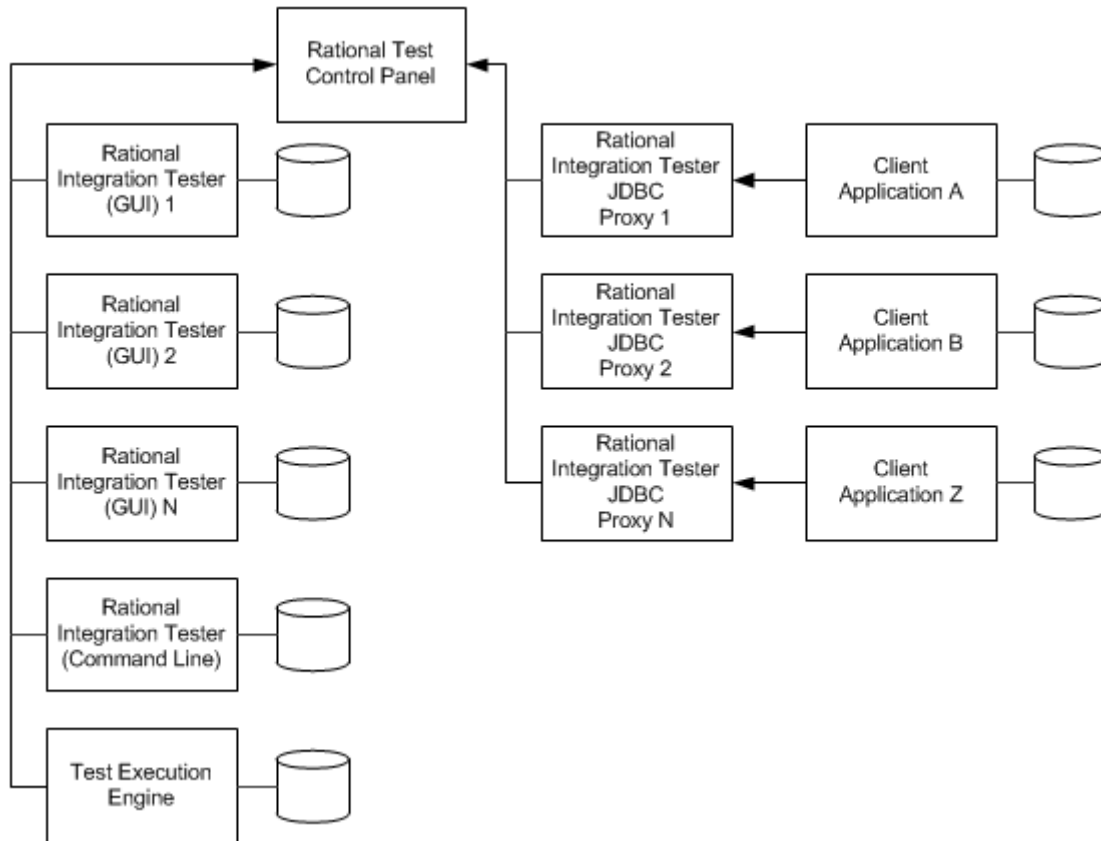 Rational Test
Control Panel
Rational
Integration Tester
(GUI) 1
Rational
Integration Tester
JDBC
Proxy 1
Client
Application A
Rational
Integration Tester
(GUI) 2
Rational
Integration Tester
JDBC
Proxy 2
Client
Application B
Rational
Integration Tester
(GUI) N
Rational
Integration Tester
JDBC
Proxy N
Client
Application Z
Rational
Integration Tester
(Command Line)
Test Execution
Engine